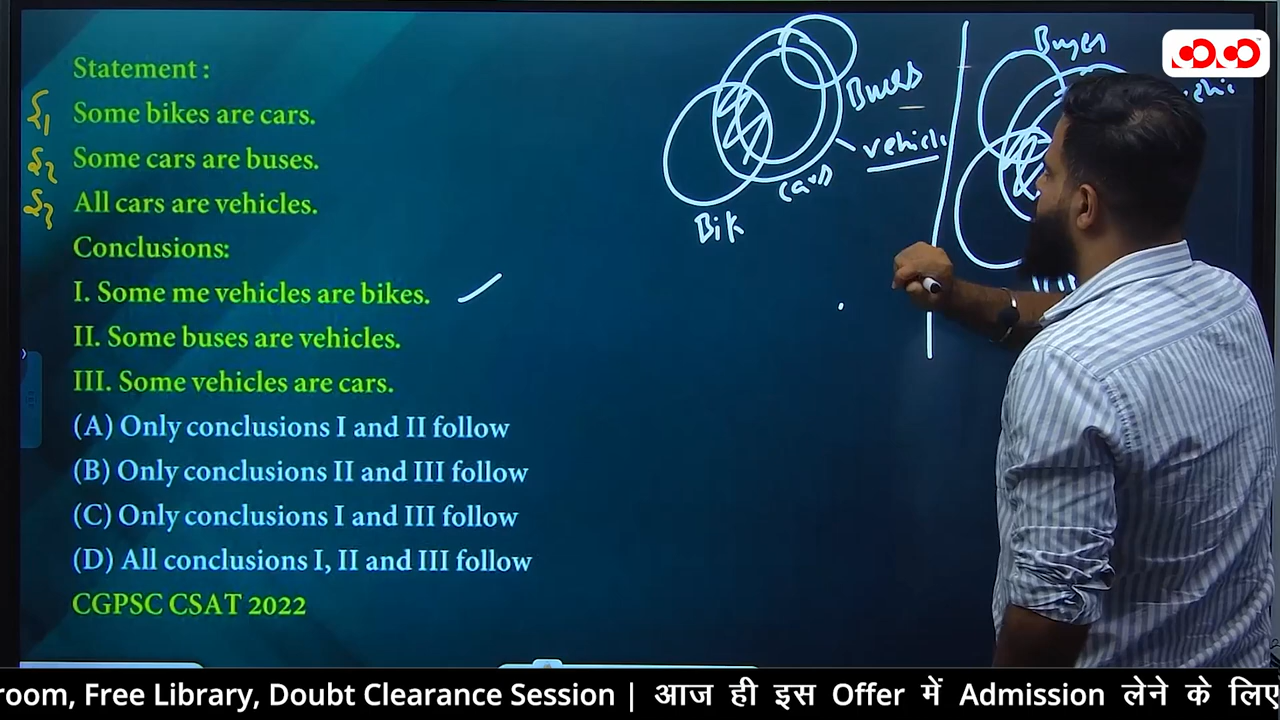 Statement :
S1 Some bikes are cars.
S2 Some cars are buses.
S3 All cars are vehicles.
Conclusions:
I. Some me vehicles are bikes.
II. Some buses are vehicles.
III. Some vehicles are cars.
(A) Only conclusions I and II follow
(B) Only conclusions II and III follow
(C) Only conclusions I and III follow
(D) All conclusions I, II and III follow
CGPSC CSAT 2022
Buses
vehicle
cars
Bik
Buses
room, Free Library, Doubt Clearance Session | आज ही इस Offer में Admission लेने के लिए